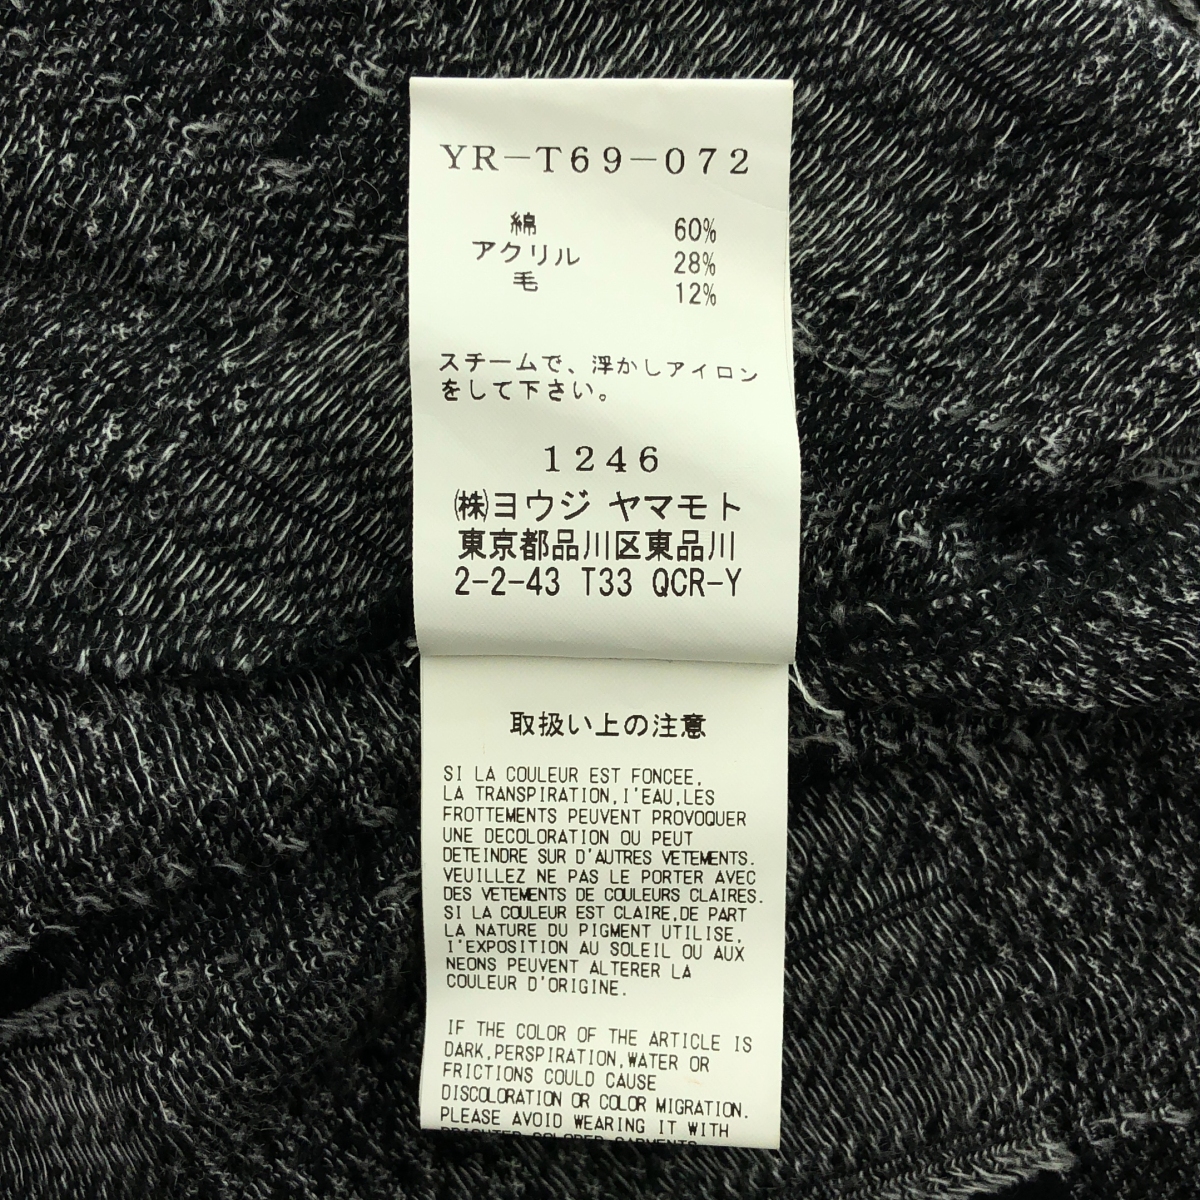 YR-T69-072
綿 60%
アクリル 28%
毛 12%
スチームで、浮かしアイロン
をして下さい。
1246
㈱ヨウジ ヤマモト
東京都品川区東品川
2-2-43 T33 QCR-Y
取扱い上の注意
SI LA COULEUR EST FONCEE,
LA TRANSPIRATION,I'EAU,LES
FROTTEMENTS PEUVENT PROVOQUER
UNE DECOLORATION OU PEUT
DETEINDRE SUR D'AUTRES VETEMENTS.
VEUILLEZ NE PAS LE PORTER AVEC
DES VETEMENTS DE COULEURS CLAIRES.
SI LA COULEUR EST CLAIRE,DE PART
LA NATURE DU PIGMENT UTILISE,
I'EXPOSITION AU SOLEIL OU AUX
NEONS PEUVENT ALTERER LA
COULEUR D'ORIGINE.
IF THE COLOR OF THE ARTICLE IS
DARK,PERSPIRATION,WATER OR
FRICTIONS COULD CAUSE
DISCOLORATION OR COLOR MIGRATION.
PLEASE AVOID WEARING IT WITH
BRIGHTER COLORED GARMENTS